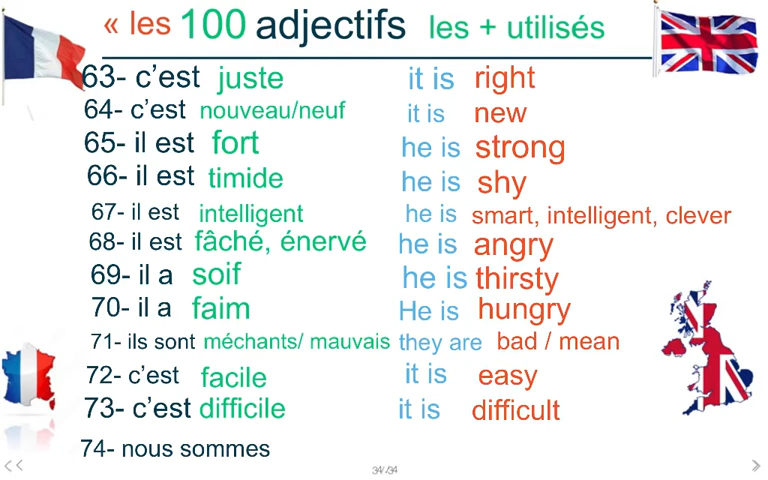 « les 100 adjectifs les + utilisés
63- c’est juste it is right
64- c’est nouveau/neuf it is new
65- il est fort he is strong
66- il est timide he is shy
67- il est intelligent he is smart, intelligent, clever
68- il est fâché, énervé he is angry
69- il a soif he is thirsty
70- il a faim He is hungry
71- ils sont méchants/ mauvais they are bad / mean
72- c’est facile it is easy
73- c’est difficile it is difficult
74- nous sommes
34/34